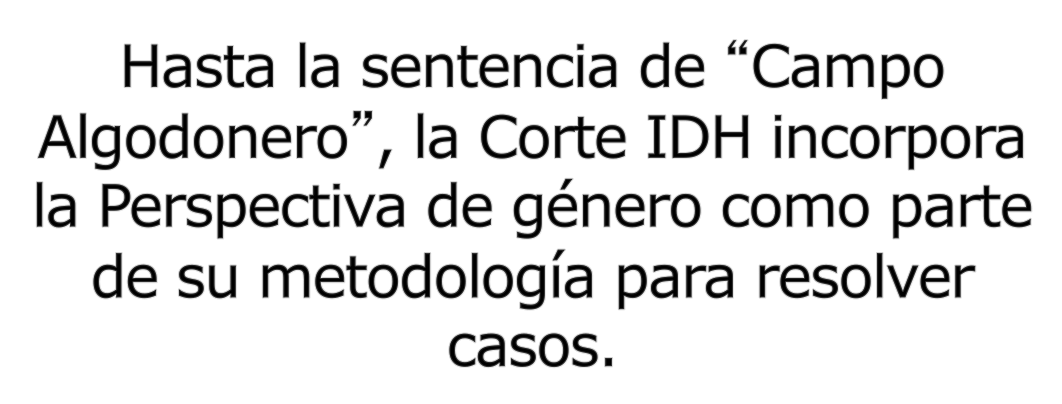 Hasta la sentencia de “Campo
Algodonero”, la Corte IDH incorpora
la Perspectiva de género como parte
de su metodología para resolver
casos.